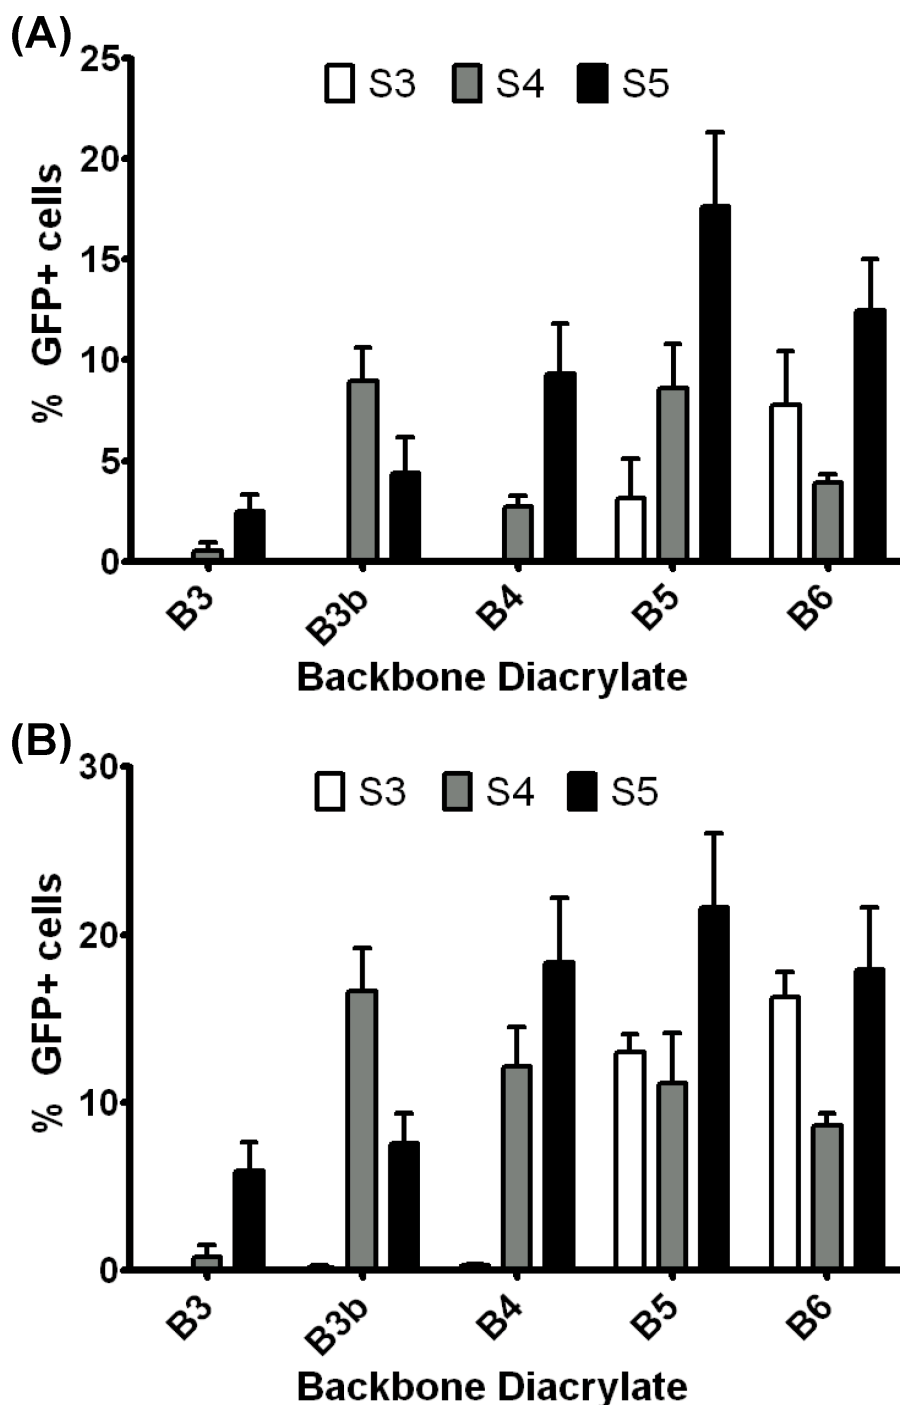 (A)
25
S3 S4 S5
20
15
10
5
0
% GFP+ cells
B3 B3b B4 B5 B6
Backbone Diacrylate
(B)
30
S3 S4 S5
20
10
0
% GFP+ cells
B3 B3b B4 B5 B6
Backbone Diacrylate